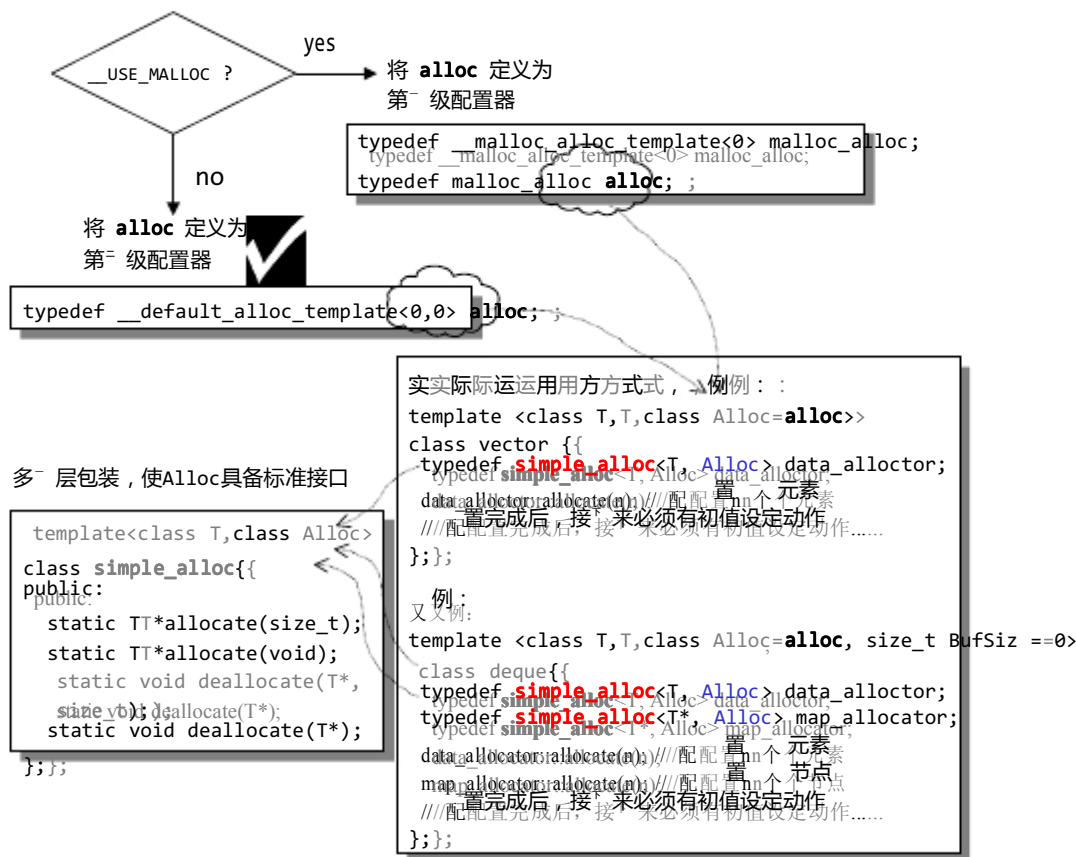 __USE_MALLOC ?
yes
将 alloc 定义为
第一 级配置器
typedef __malloc_alloc_template<0> malloc_alloc;
typedef malloc_alloc alloc;
no
将 alloc 定义为
第二 级配置器
typedef __default_alloc_template<0,0> alloc;
实际运用方式，例：
template <class T,class Alloc=alloc>
class vector {
typedef simple_alloc<T, Alloc> data_alloctor;
data_allocator::allocate(n); //配置n个元素
//配置完成后，接下来必须有初值设定动作...
};
又例：
template <class T,class Alloc=alloc, size_t BufSiz =0>
class deque{
typedef simple_alloc<T, Alloc> data_alloctor;
typedef simple_alloc<T*, Alloc> map_allocator;
data_allocator::allocate(n); //配置n个元素
map_allocator::allocate(n); //配置n个节点
//配置完成后，接下来必须有初值设定动作...
};
多一 层包装，使Alloc具备标准接口
template<class T,class Alloc>
class simple_alloc{
public:
static T*allocate(size_t);
static T*allocate(void);
static void deallocate(T*,
size_t);
static void deallocate(T*);
};